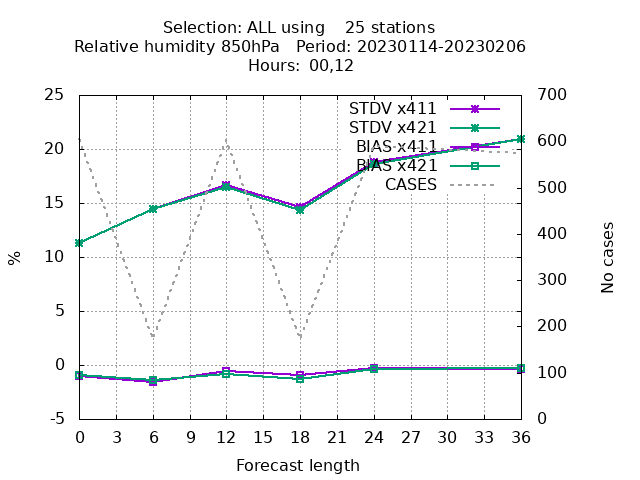 Selection: ALL using    25 stations
Relative humidity 850hPa   Period: 20230114-20230206
Hours: 00,12
25
20
15
10
5
0
-5
%
700
600
500
400
300
200
100
0
No cases
STDV x411
STDV x421
BIAS x411
BIAS x421
CASES
0 3 6 9 12 15 18 21 24 27 30 33 36
Forecast length